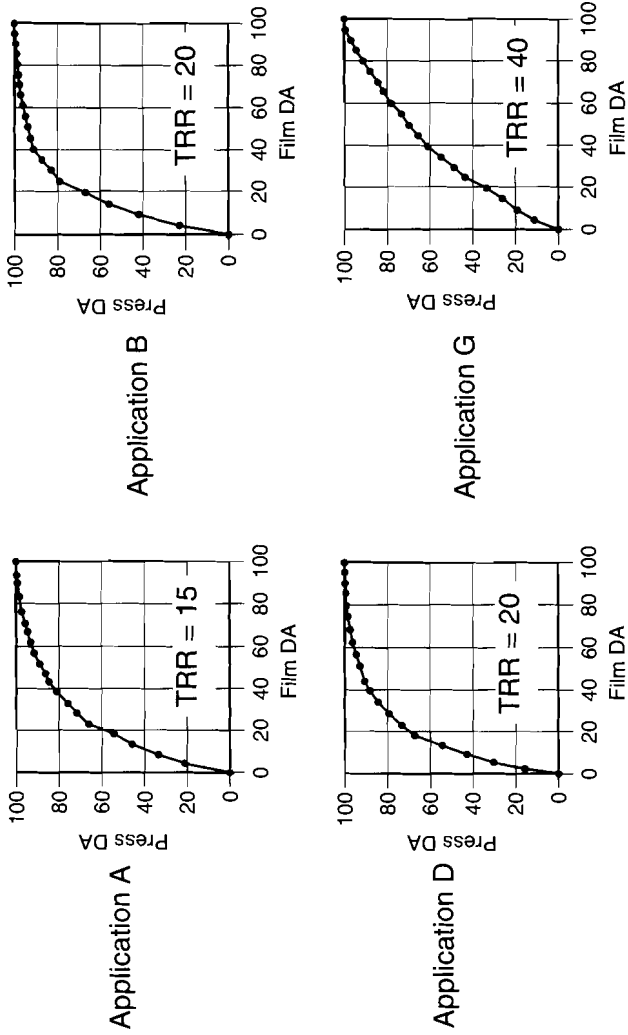 Application A
Press DA
100
80
60
40
20
0
TRR = 15
0 20 40 60 80 100
Film DA
Application B
Press DA
100
80
60
40
20
0
TRR = 20
0 20 40 60 80 100
Film DA
Application D
Press DA
100
80
60
40
20
0
TRR = 20
0 20 40 60 80 100
Film DA
Application G
Press DA
100
80
60
40
20
0
TRR = 40
0 20 40 60 80 100
Film DA